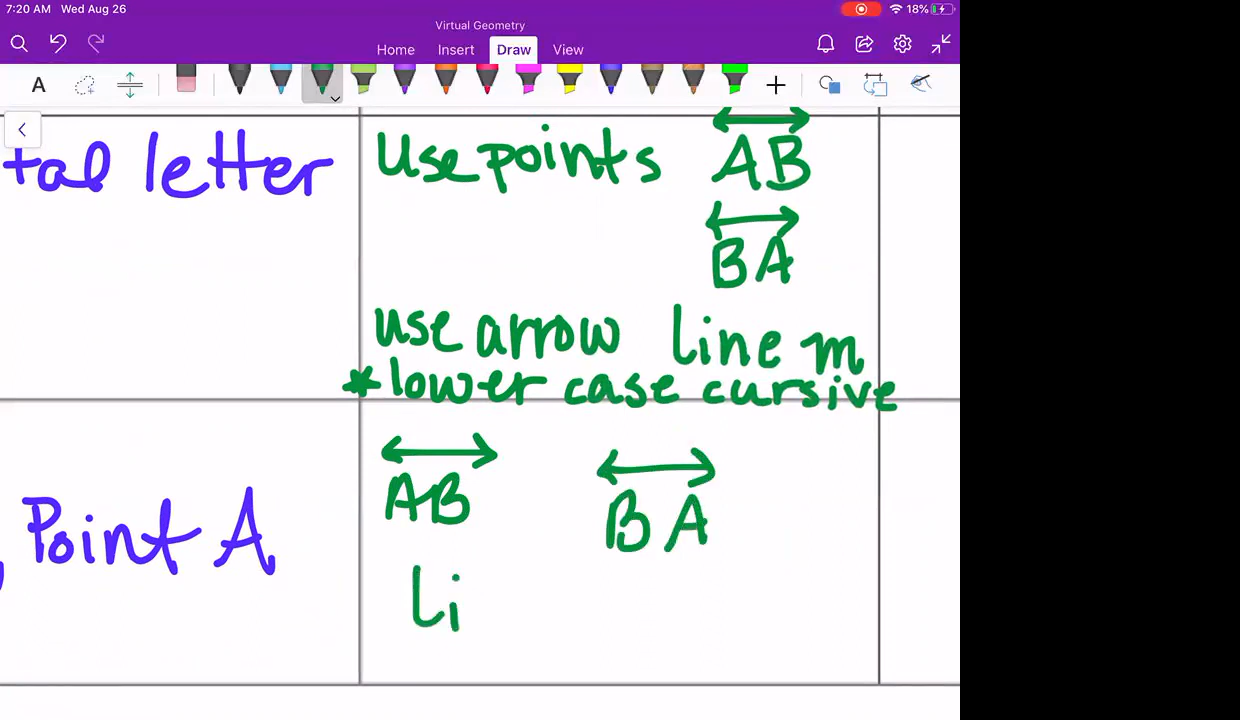 7:20 AM Wed Aug 26
18%
Virtual Geometry
Home Insert Draw View
A
tal letter
Use points AB
BA
use arrow line m
*lower case cursive
AB BA
, Point A
Li